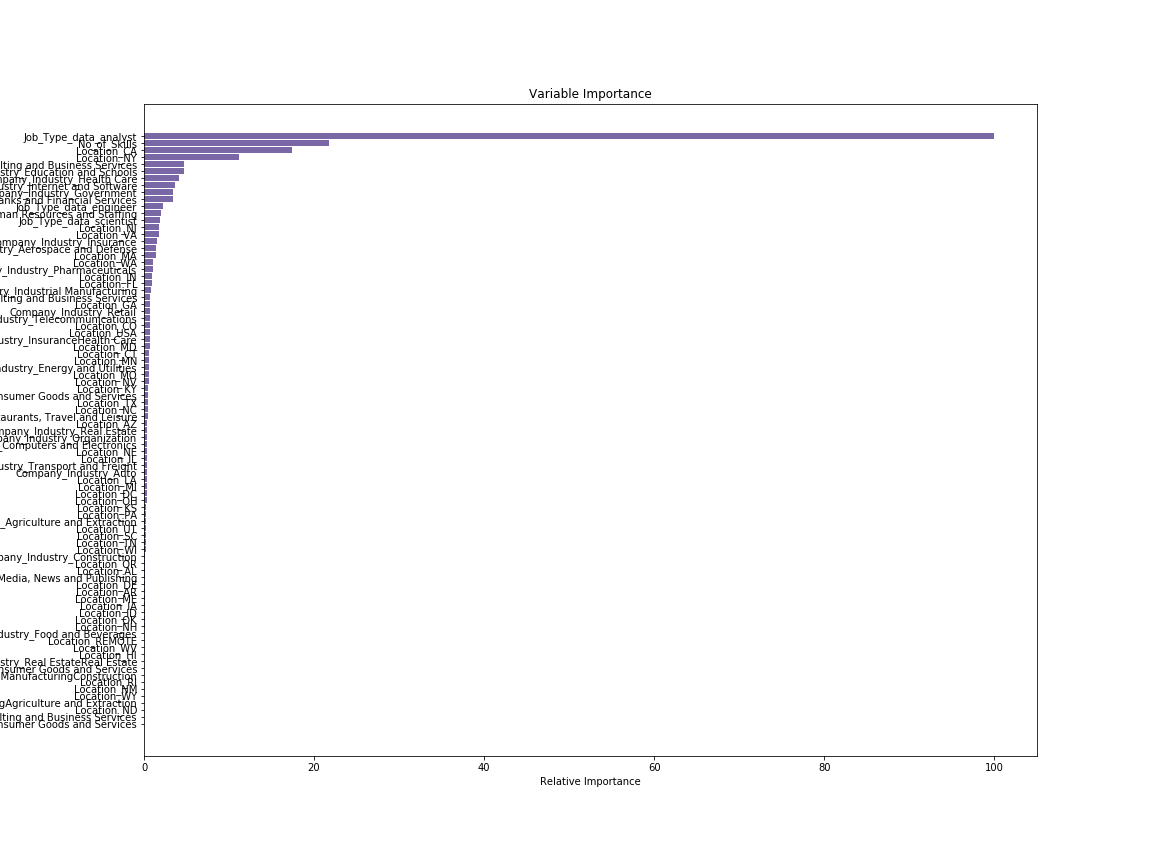 Variable Importance
Job_Type_data_analyst
No_of_Skills
Location_CA
Location_NY
lting and Business Services
stry_Education and Schools
mpany_Industry_Health Care
ustry_Internet and Software
mpany_Industry_Government
anks and Financial Services
Job_Type_data_engineer
man Resources and Staffing
Job_Type_data_scientist
Location_NJ
Location_VA
ompany_Industry_Insurance
try_Aerospace and Defense
Location_MA
Location_WA
y_Industry_Pharmaceuticals
Location_IN
Location_FL
ry_Industrial Manufacturing
lting and Business Services
Location_GA
Company_Industry_Retail
dustry_Telecommunications
Location_CO
Location_USA
ustry_InsuranceHealth Care
Location_MD
Location_CT
Location_MN
ndustry_Energy and Utilities
Location_MO
Location_NV
Location_KY
nsumer Goods and Services
Location_TX
Location_NC
taurants, Travel and Leisure
Location_AZ
mpany_Industry_Real Estate
pany_Industry_Organization
_Computers and Electronics
Location_NE
Location_IL
ustry_Transport and Freight
Company_Industry_Auto
Location_LA
Location_MI
Location_DC
Location_OH
Location_KS
Location_PA
_Agriculture and Extraction
Location_UT
Location_SC
Location_TN
Location_WI
pany_Industry_Construction
Location_OR
Location_AL
Media, News and Publishing
Location_DE
Location_AR
Location_ME
Location_IA
Location_ID
Location_OK
Location_NH
dustry_Food and Beverages
Location_REMOTE
Location_WV
Location_HI
stry_Real EstateReal Estate
nsumer Goods and Services
ManufacturingConstruction
Location_RI
Location_NM
Location_WY
gAgriculture and Extraction
Location_ND
lting and Business Services
nsumer Goods and Services
0 20 40 60 80 100
Relative Importance